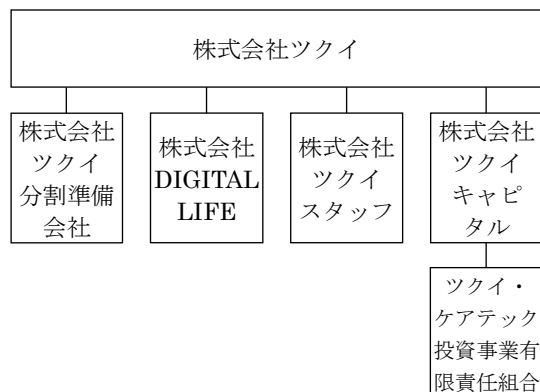 株式会社ツクイ
株式会社
ツクイ
分割準備
会社
株式会社
DIGITAL
LIFE
株式会社
ツクイ
スタッフ
株式会社
ツクイ
キャピ
タル
ツクイ・
ケアテック
投資事業有
限責任組合